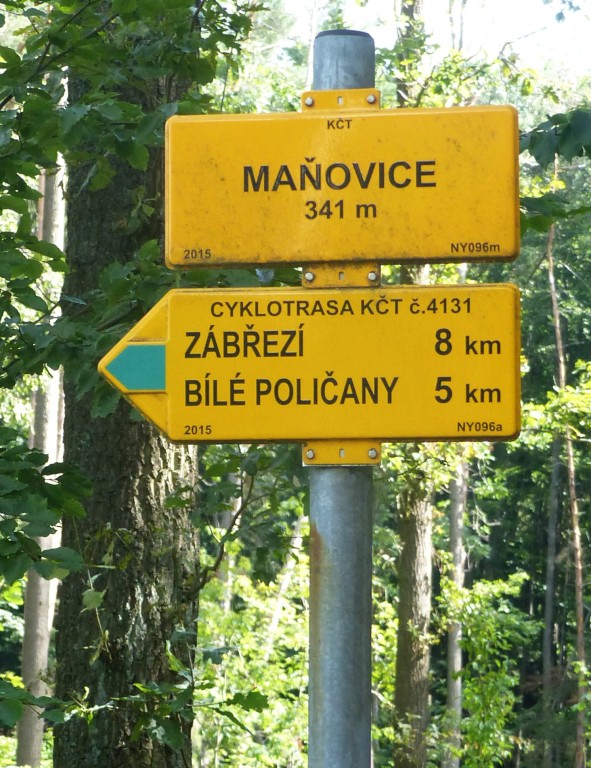 KČT
MAŇOVICE
341 m
2015 NY096m
CYKLOTRASA KČT č.4131
ZÁBŘEZÍ 8 km
BÍLÉ POLIČANY 5 km
2015 NY096a